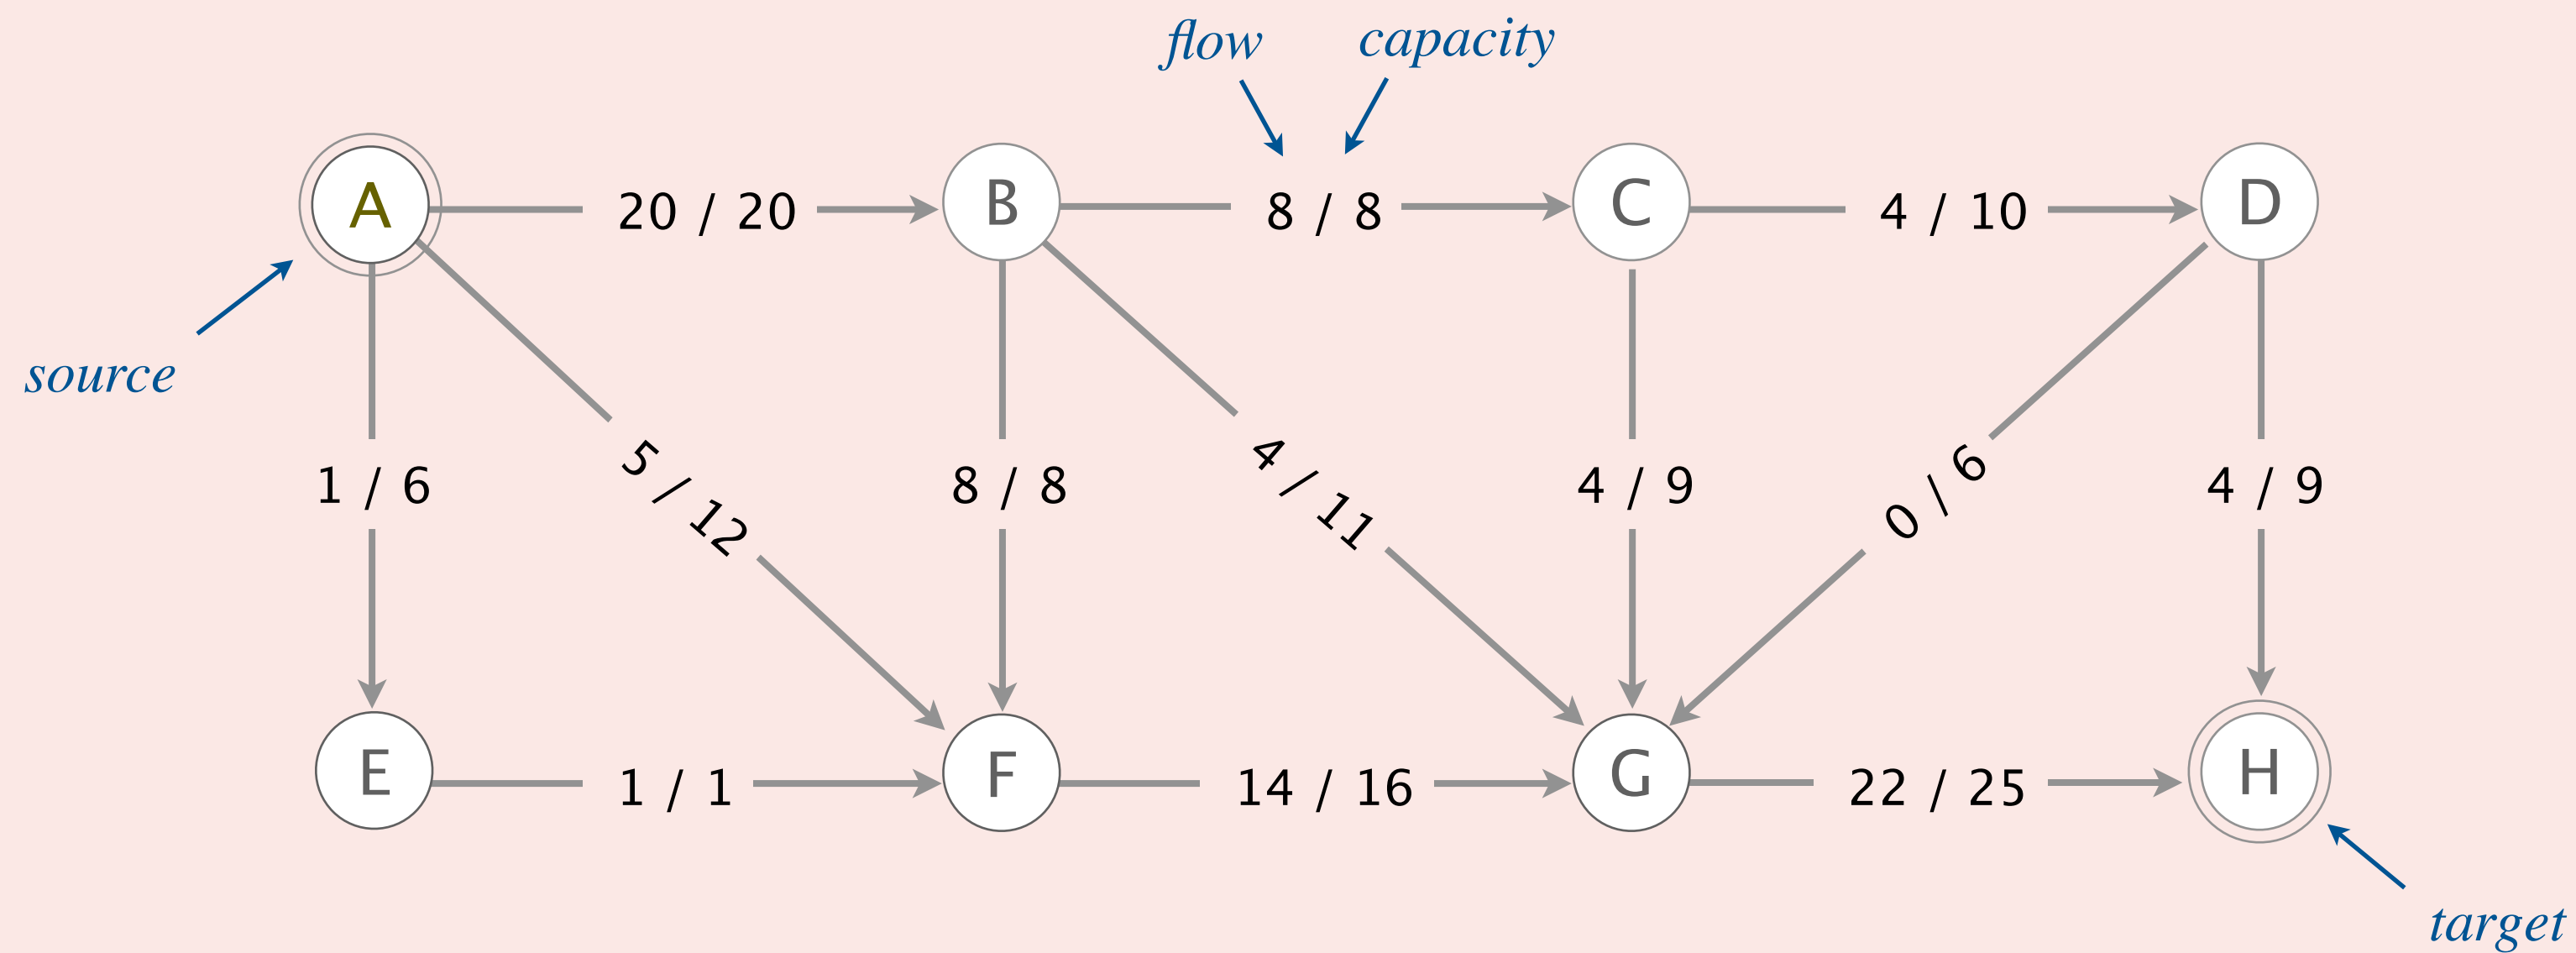 flow
capacity
A
20 / 20
B
8 / 8
C
4 / 10
D
source
1 / 6
5 / 12
8 / 8
4 / 11
4 / 9
0 / 6
4 / 9
E
1 / 1
F
14 / 16
G
22 / 25
H
target